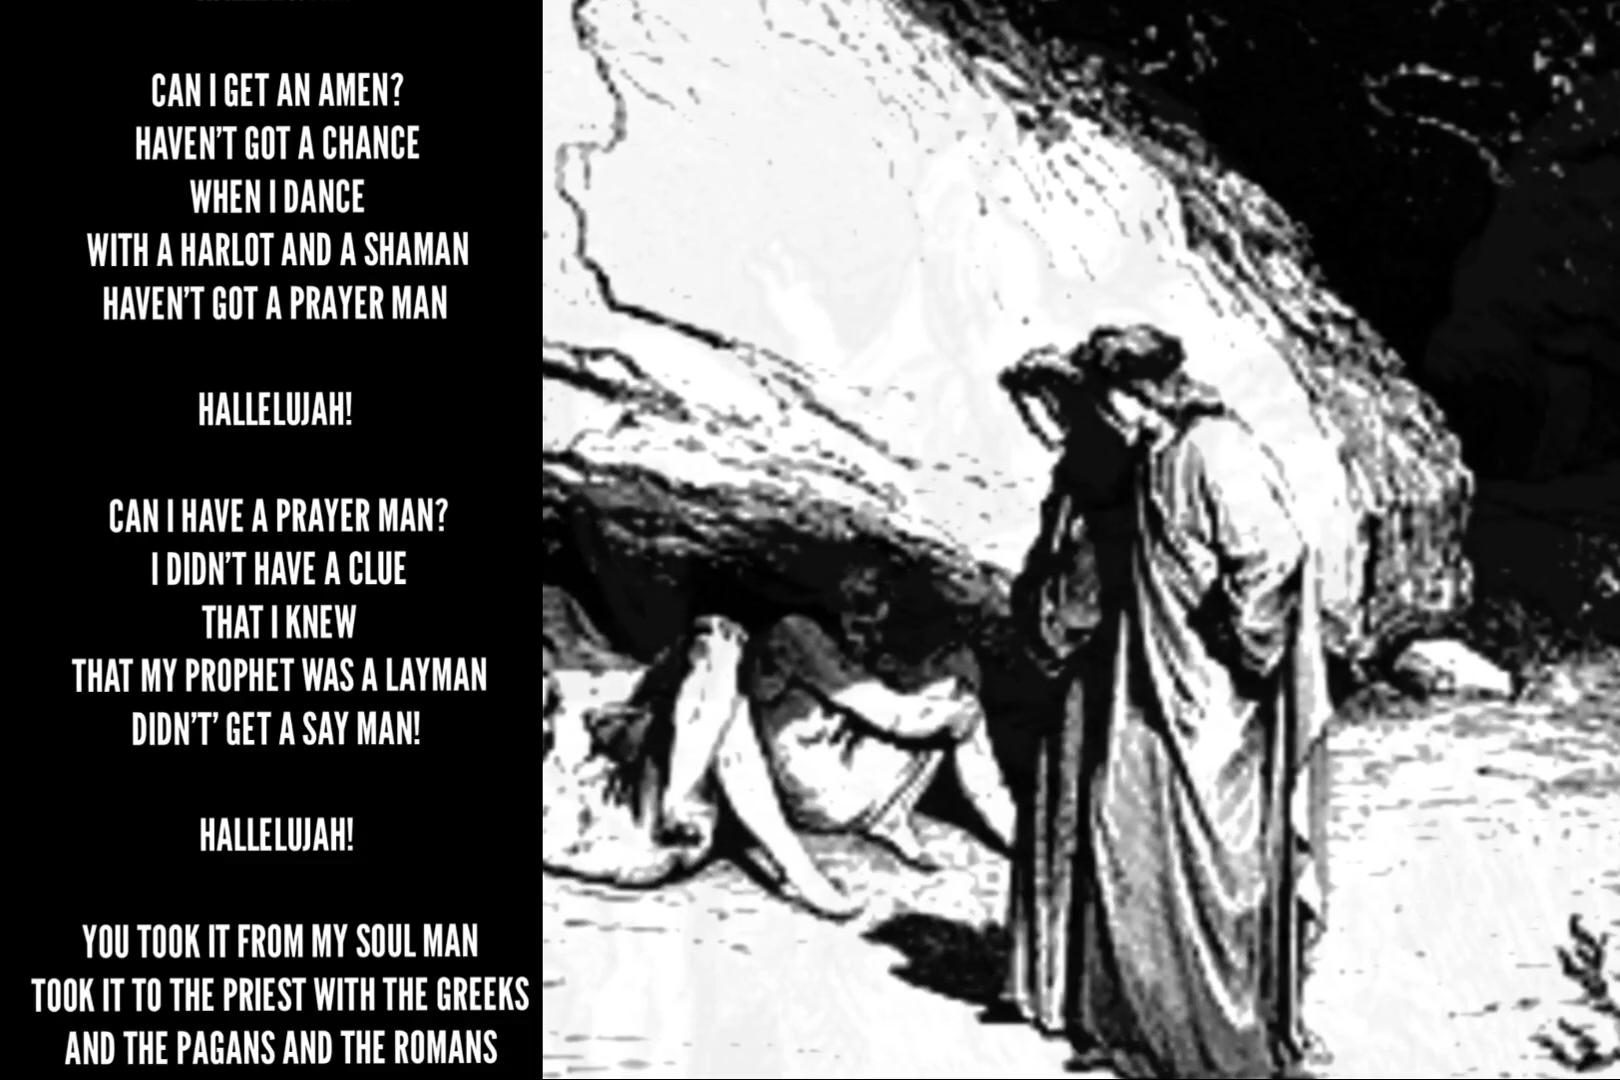 CAN I GET AN AMEN?
HAVEN'T GOT A CHANCE
WHEN I DANCE
WITH A HARLOT AND A SHAMAN
HAVEN'T GOT A PRAYER MAN
HALLELUJAH!
CAN I HAVE A PRAYER MAN?
I DIDN'T HAVE A CLUE
THAT I KNEW
THAT MY PROPHET WAS A LAYMAN
DIDN'T' GET A SAY MAN!
HALLELUJAH!
YOU TOOK IT FROM MY SOUL MAN
TOOK IT TO THE PRIEST WITH THE GREEKS
AND THE PAGANS AND THE ROMANS